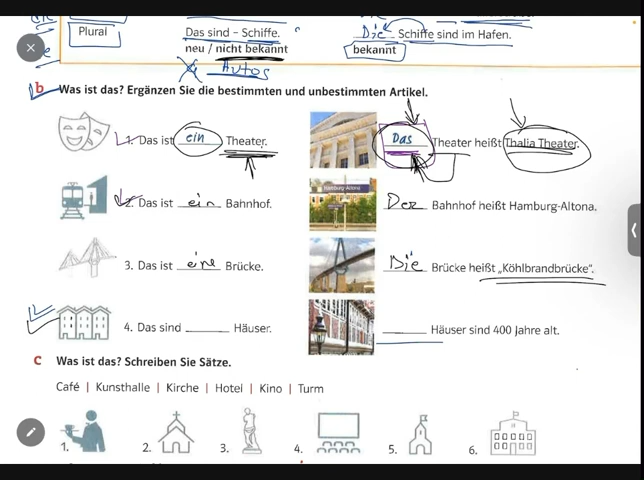 Plural
Das sind – Schiffe.
neu / nicht bekannt
Autos
Die Schiffe sind im Hafen.
bekannt
b Was ist das? Ergänzen Sie die bestimmten und unbestimmten Artikel.
1. Das ist ein Theater.
Das Theater heißt Thalia Theater.
2. Das ist ein Bahnhof.
Hamburg-Altona
Der Bahnhof heißt Hamburg-Altona.
3. Das ist eine Brücke.
Die Brücke heißt „Köhlbrandbrücke“.
4. Das sind ______ Häuser.
______ Häuser sind 400 Jahre alt.
C Was ist das? Schreiben Sie Sätze.
Café | Kunsthalle | Kirche | Hotel | Kino | Turm
1. 2. 3. 4. 5. 6.